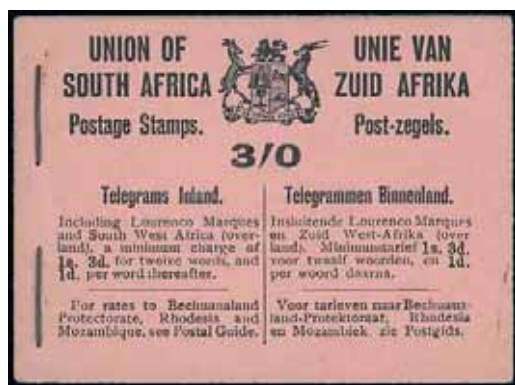 UNION OF
SOUTH AFRICA
Postage Stamps.
UNIE VAN
ZUID AFRIKA
Post-zegels.
3/0
Telegrams Inland.
Including Lourenco Marques
and South West Africa (over-
land), a minimum charge of
1s. 3d. for twelve words, and
1d. per word thereafter.
For rates to Bechuanaland
Protectorate, Rhodesia and
Mozambique, see Postal Guide.
Telegrammen Binnenland.
Insluitende Lourenco Marques
en Zuid West-Afrika (over
land). Minimumtarief 1s. 3d.
voor twaalf woorden, en 1d.
per woord daarna.
Voor tarieven naar Bechuana-
land-Protektoraat, Rhodesia
en Mozambiek zie Postgids.